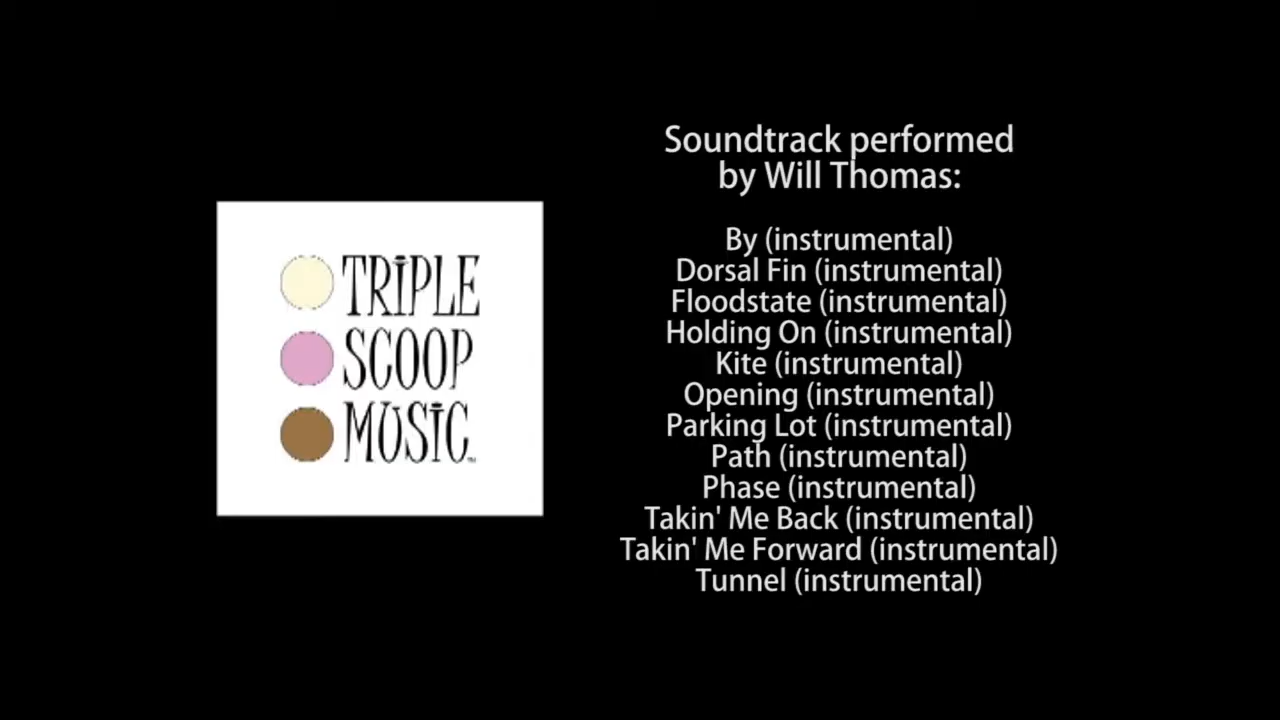 TRIPLE
SCOOP
MUSIC™
Soundtrack performed
by Will Thomas:
By (instrumental)
Dorsal Fin (instrumental)
Floodstate (instrumental)
Holding On (instrumental)
Kite (instrumental)
Opening (instrumental)
Parking Lot (instrumental)
Path (instrumental)
Phase (instrumental)
Takin' Me Back (instrumental)
Takin' Me Forward (instrumental)
Tunnel (instrumental)